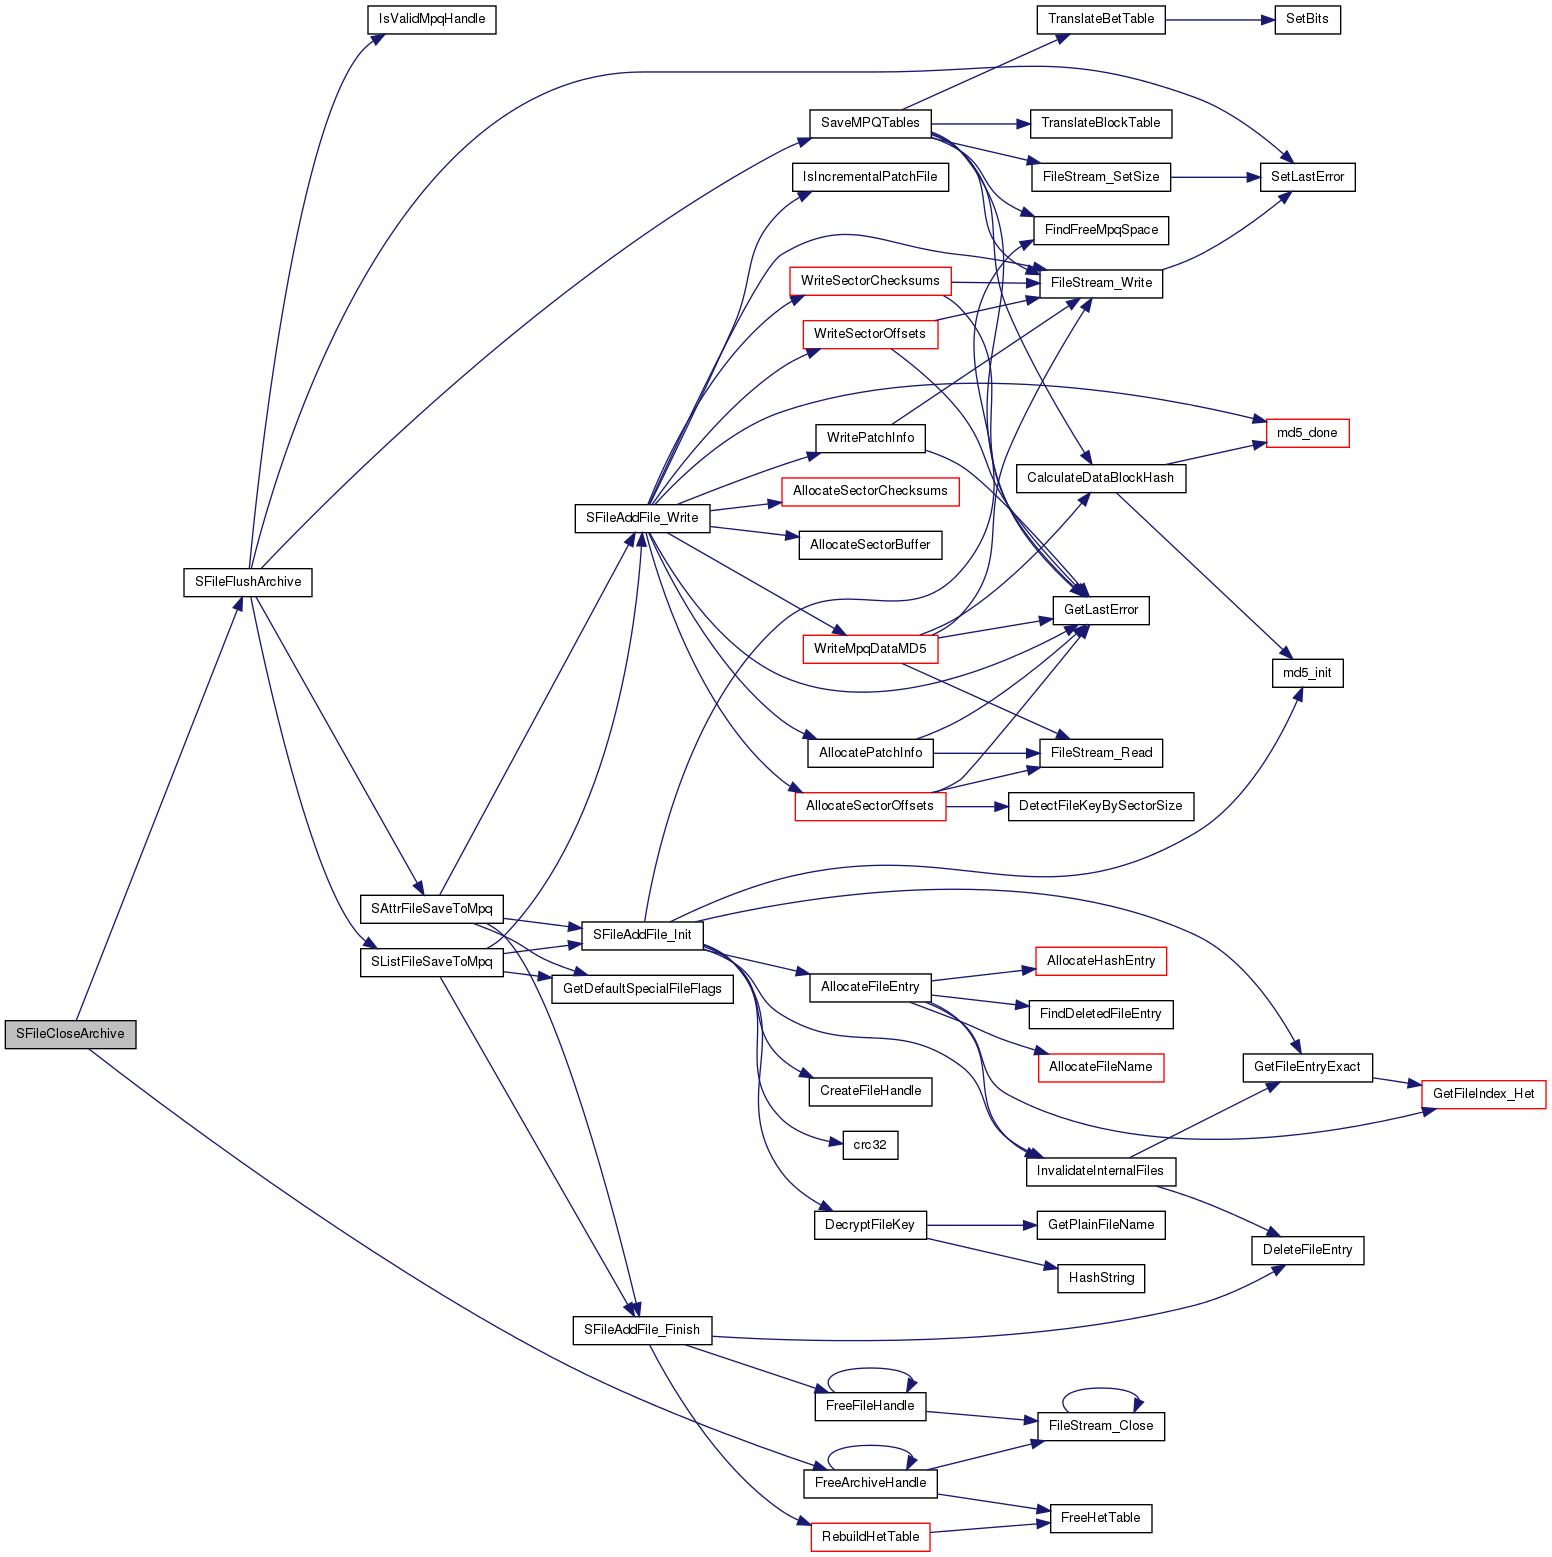 IsValidMpqHandle
TranslateBetTable
SetBits
SaveMPQTables
TranslateBlockTable
IsIncrementalPatchFile
FileStream_SetSize
SetLastError
FindFreeMpqSpace
WriteSectorChecksums
FileStream_Write
WriteSectorOffsets
WritePatchInfo
md5_done
CalculateDataBlockHash
AllocateSectorChecksums
SFileAddFile_Write
AllocateSectorBuffer
SFileFlushArchive
GetLastError
WriteMpqDataMD5
md5_init
AllocatePatchInfo
FileStream_Read
AllocateSectorOffsets
DetectFileKeyBySectorSize
SAttrFileSaveToMpq
SFileAddFile_Init
SListFileSaveToMpq
AllocateHashEntry
GetDefaultSpecialFileFlags
AllocateFileEntry
FindDeletedFileEntry
SFileCloseArchive
AllocateFileName
GetFileEntryExact
CreateFileHandle
GetFileIndex_Het
crc32
InvalidateInternalFiles
DecryptFileKey
GetPlainFileName
DeleteFileEntry
HashString
SFileAddFile_Finish
FreeFileHandle
FileStream_Close
FreeArchiveHandle
FreeHetTable
RebuildHetTable